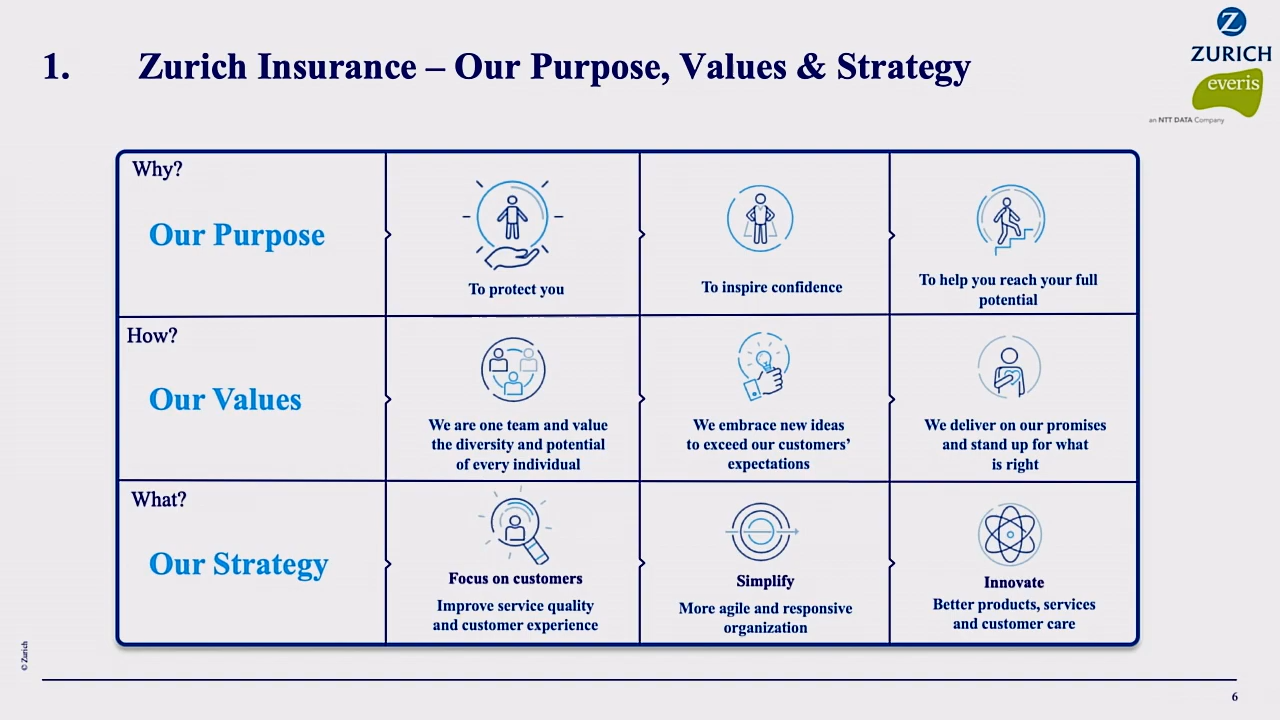 1. Zurich Insurance – Our Purpose, Values & Strategy
Z
ZURICH
everis
an NTT DATA Company
Why?
Our Purpose
To protect you
To inspire confidence
To help you reach your full
potential
How?
Our Values
We are one team and value
the diversity and potential
of every individual
We embrace new ideas
to exceed our customers’
expectations
We deliver on our promises
and stand up for what
is right
What?
Our Strategy
Focus on customers
Improve service quality
and customer experience
Simplify
More agile and responsive
organization
Innovate
Better products, services
and customer care
© Zurich
6